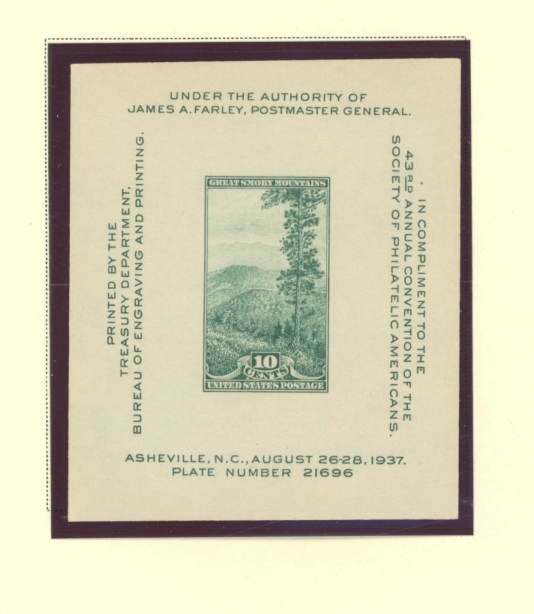 UNDER THE AUTHORITY OF
JAMES A. FARLEY, POSTMASTER GENERAL.
PRINTED BY THE
TREASURY DEPARTMENT,
BUREAU OF ENGRAVING AND PRINTING.
GREAT SMOKY MOUNTAINS
10
CENTS
UNITED STATES POSTAGE
IN COMPLIMENT TO THE
43RD ANNUAL CONVENTION OF THE
SOCIETY OF PHILATELIC AMERICANS.
ASHEVILLE, N.C., AUGUST 26-28, 1937.
PLATE NUMBER 21696